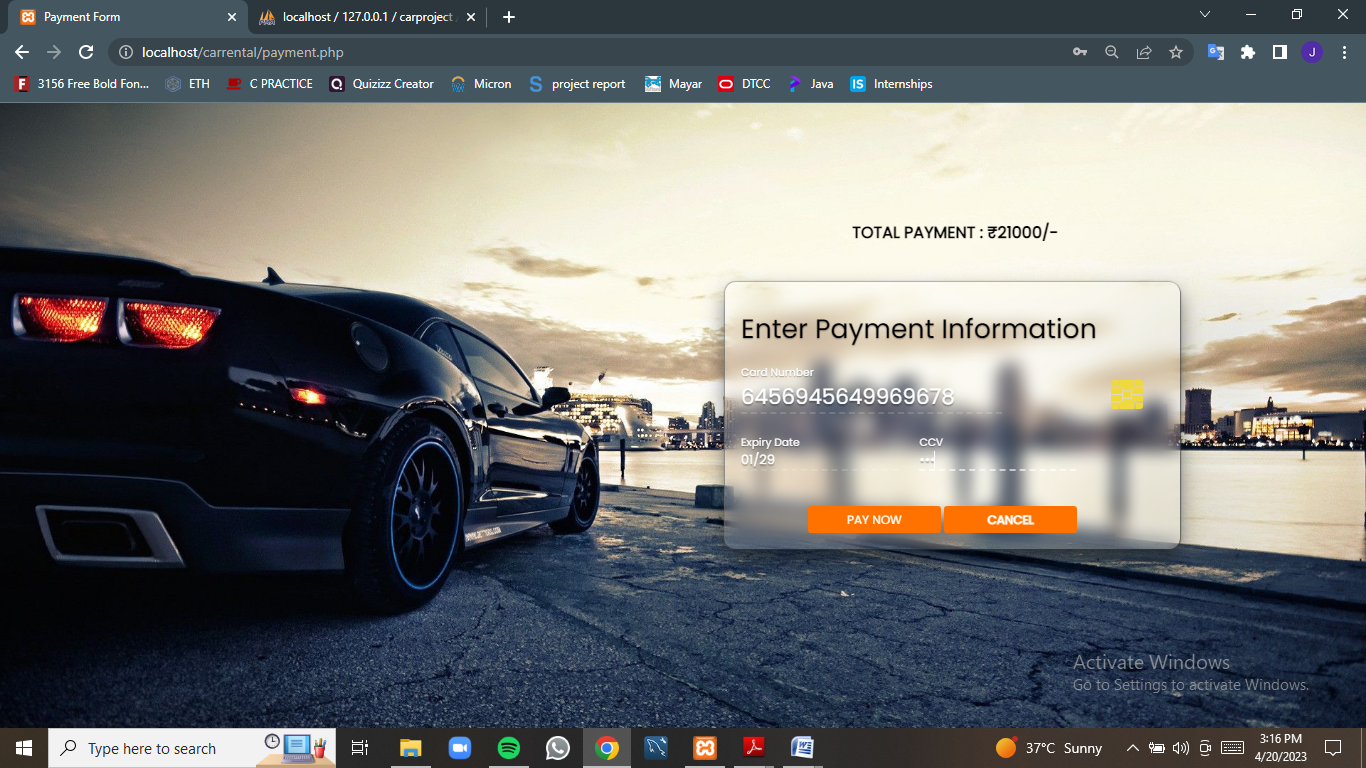 Payment Form
localhost / 127.0.0.1 / carproject
localhost/carrental/payment.php
J
3156 Free Bold Fon...
ETH
C PRACTICE
Quizizz Creator
Micron
project report
Mayar
DTCC
Java
IS Internships
TOTAL PAYMENT : ₹21000/-
Enter Payment Information
Card Number
6456945649969678
Expiry Date
CCV
01/29
PAY NOW
CANCEL
Activate Windows
Go to Settings to activate Windows.
Type here to search
37°C Sunny
3:16 PM
4/20/2023